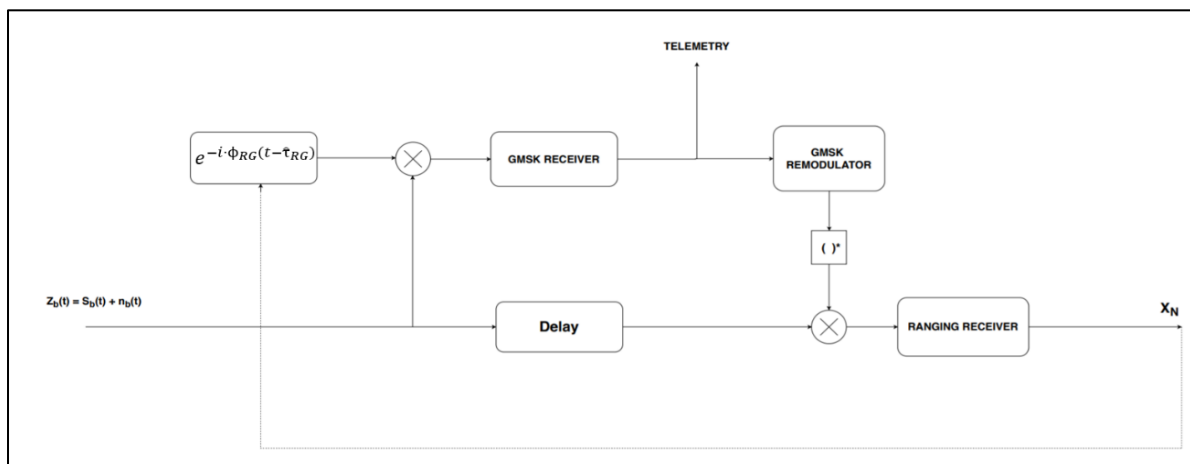 TELEMETRY
e^{-i·ϕ_{RG}(t-τ̂_{RG})}
GMSK RECEIVER
GMSK
REMODULATOR
( )*
Z_b(t) = S_b(t) + n_b(t)
Delay
RANGING RECEIVER
X_N